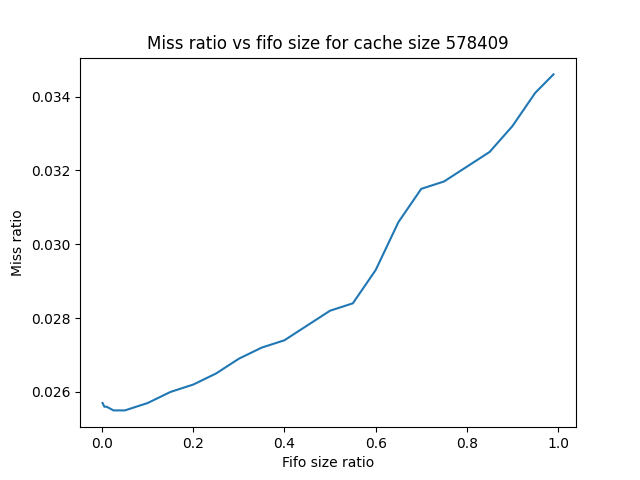 Miss ratio vs fifo size for cache size 578409
0.034
0.032
0.030
0.028
0.026
Miss ratio
0.0 0.2 0.4 0.6 0.8 1.0
Fifo size ratio